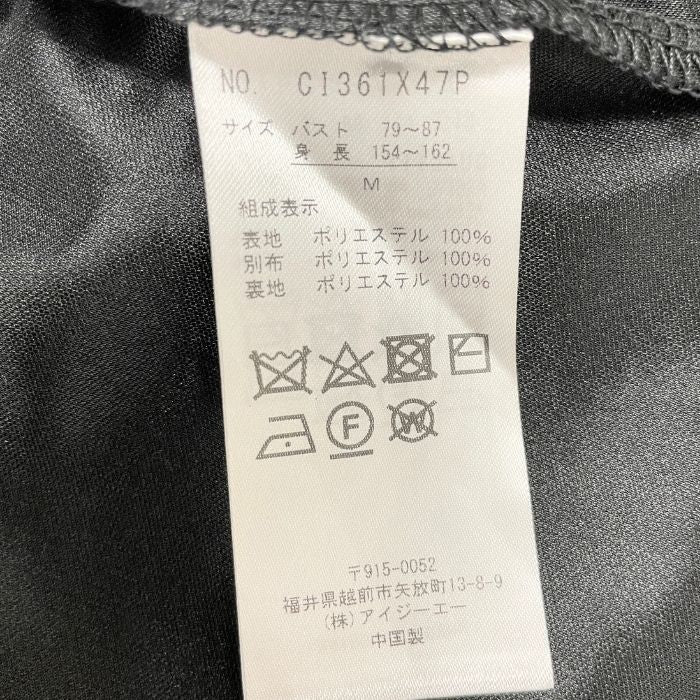 NO. CI361X47P
サイズ バスト 79～87
身 長 154～162
M
組成表示
表地 ポリエステル 100%
別布 ポリエステル 100%
裏地 ポリエステル 100%
F W
〒915-0052
福井県越前市矢放町13-8-9
(株)アイジーエー
中国製